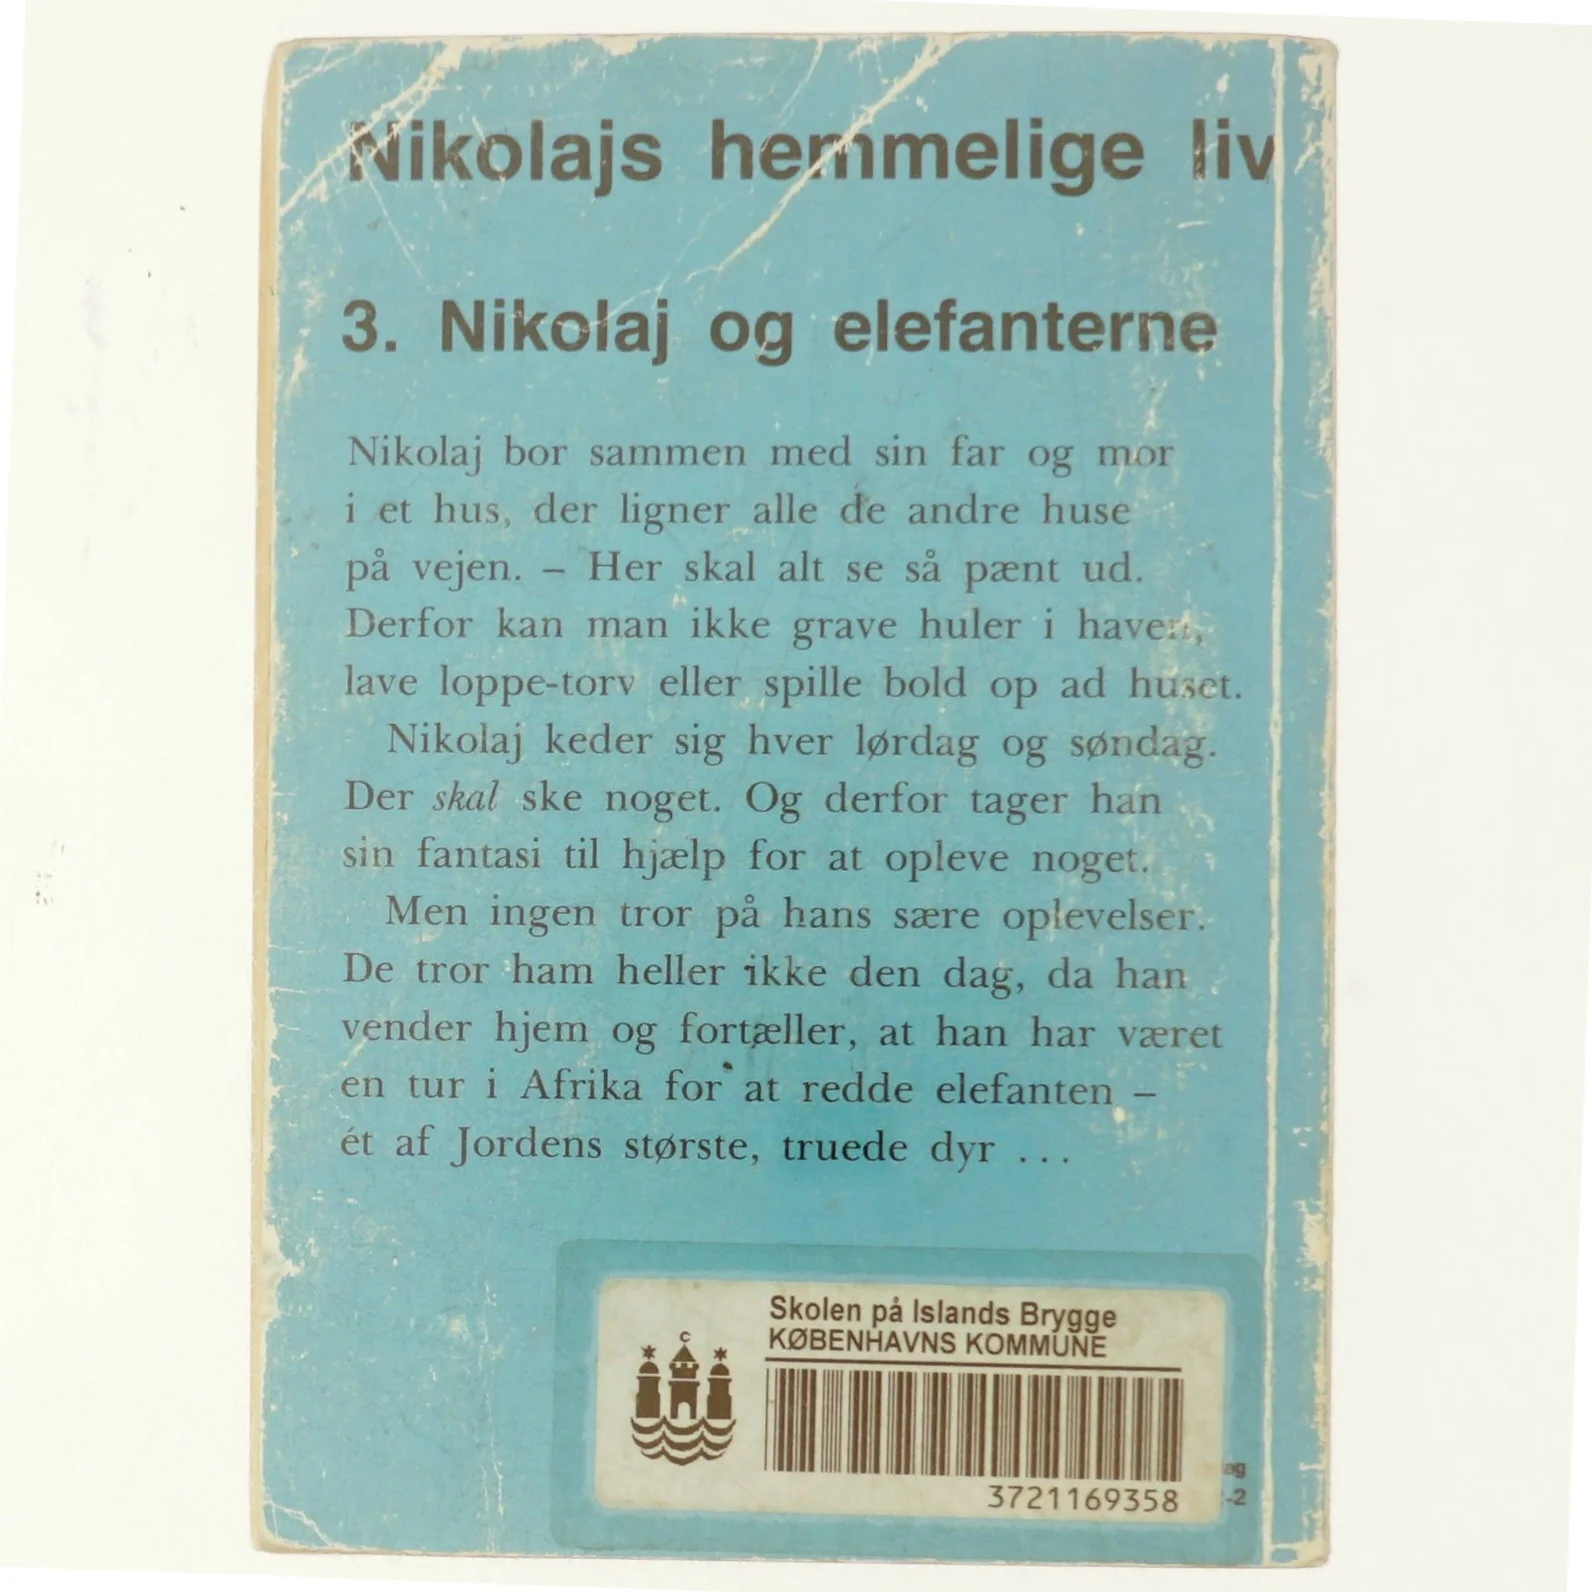 Nikolajs hemmelige liv
3. Nikolaj og elefanterne
Nikolaj bor sammen med sin far og mor
i et hus, der ligner alle de andre huse
på vejen. – Her skal alt se så pænt ud.
Derfor kan man ikke grave huler i haven,
lave loppe-torv eller spille bold op ad huset.
Nikolaj keder sig hver lørdag og søndag.
Der skal ske noget. Og derfor tager han
sin fantasi til hjælp for at opleve noget.
Men ingen tror på hans sære oplevelser.
De tror ham heller ikke den dag, da han
vender hjem og fortæller, at han har været
en tur i Afrika for at redde elefanten –
ét af Jordens største, truede dyr ...
Skolen på Islands Brygge
KØBENHAVNS KOMMUNE
3721169358
ag
-2